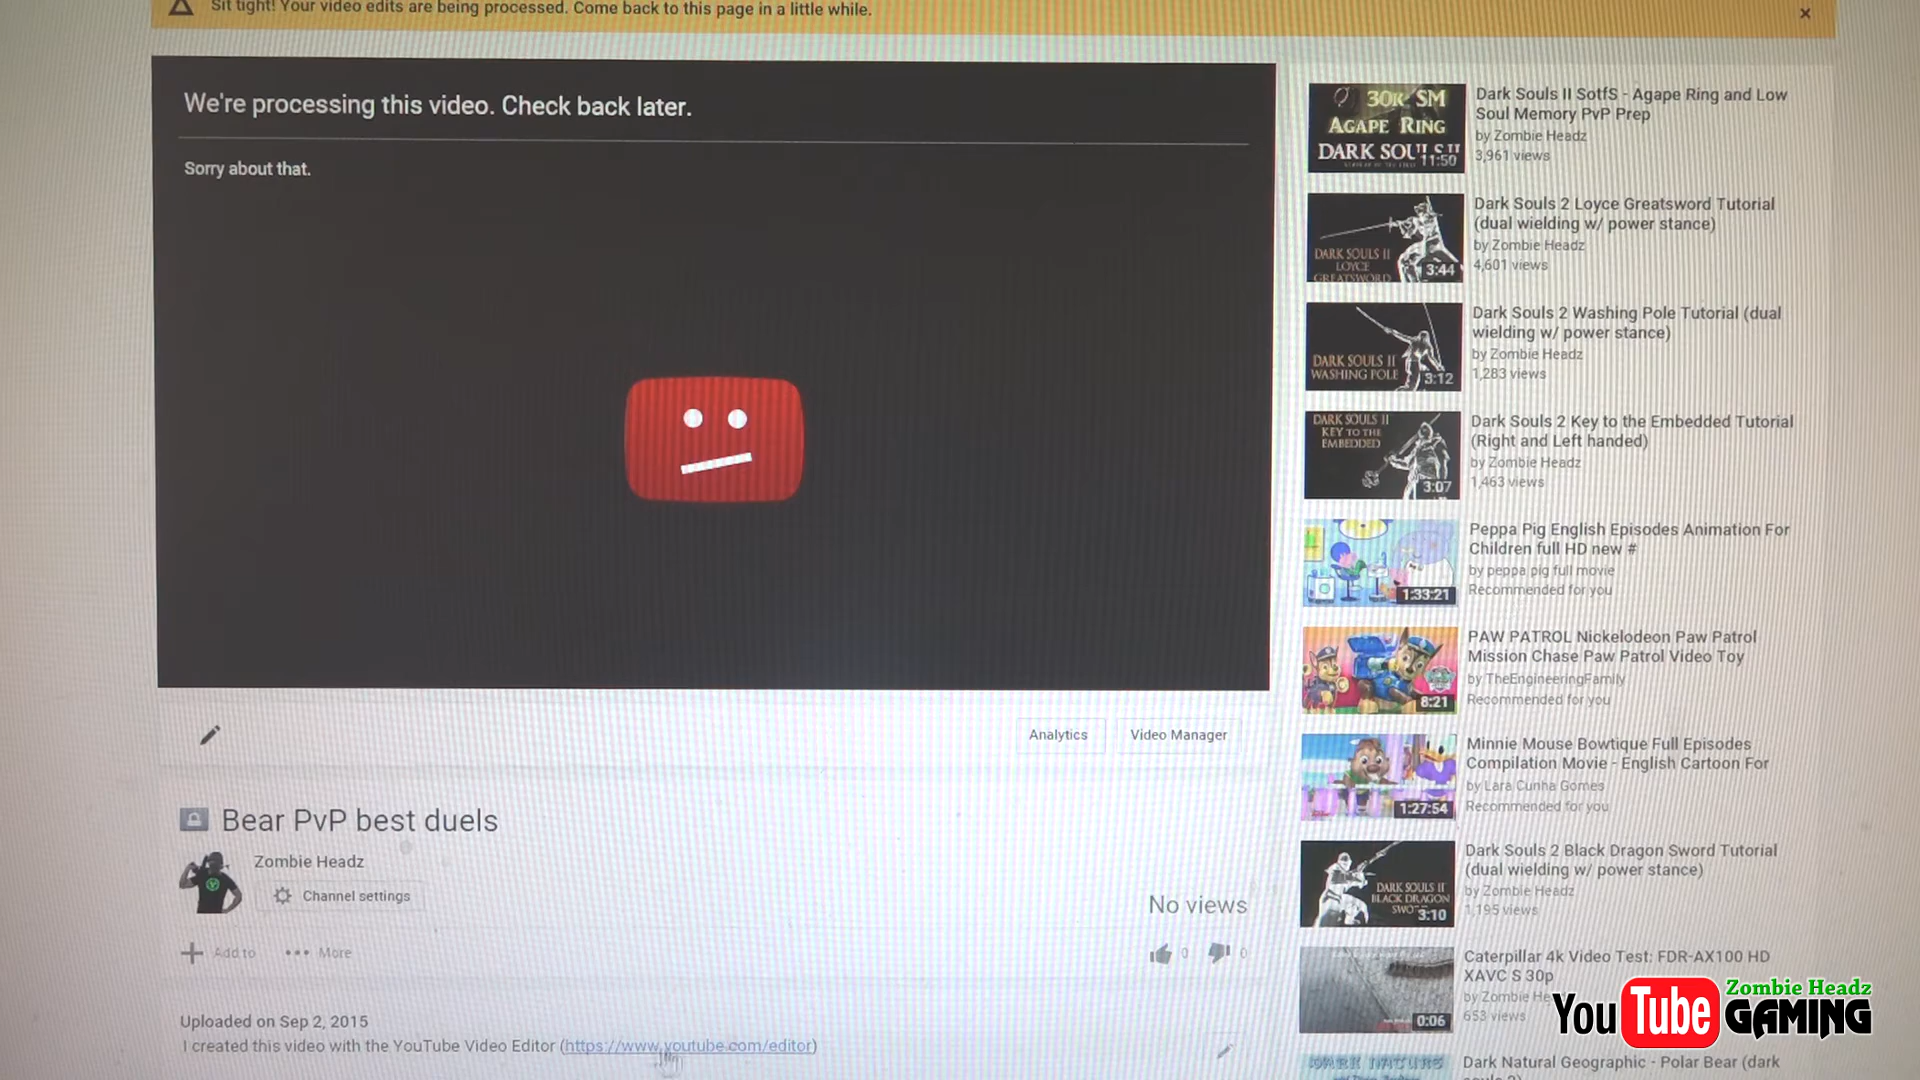 Sit tight! Your video edits are being processed. Come back to this page in a little while.
×
We're processing this video. Check back later.
Sorry about that.
Analytics
Video Manager
Bear PvP best duels
Zombie Headz
Channel settings
No views
Add to
More
0
0
Uploaded on Sep 2, 2015
I created this video with the YouTube Video Editor (https://www.youtube.com/editor)
30K SM
AGAPE RING
DARK SOULS II
11:50
Dark Souls II SotfS - Agape Ring and Low
Soul Memory PvP Prep
by Zombie Headz
3,961 views
DARK SOULS II
LOYCE
GREATSWORD
3:44
Dark Souls 2 Loyce Greatsword Tutorial
(dual wielding w/ power stance)
by Zombie Headz
4,601 views
DARK SOULS II
WASHING POLE
3:12
Dark Souls 2 Washing Pole Tutorial (dual
wielding w/ power stance)
by Zombie Headz
1,283 views
DARK SOULS II
KEY TO THE
EMBEDDED
3:07
Dark Souls 2 Key to the Embedded Tutorial
(Right and Left handed)
by Zombie Headz
1,463 views
1:33:21
Peppa Pig English Episodes Animation For
Children full HD new #
by peppa pig full movie
Recommended for you
8:21
PAW PATROL Nickelodeon Paw Patrol
Mission Chase Paw Patrol Video Toy
by TheEngineeringFamily
Recommended for you
1:27:54
Minnie Mouse Bowtique Full Episodes
Compilation Movie - English Cartoon For
by Lara Cunha Gomes
Recommended for you
DARK SOULS II
BLACK DRAGON
SWO
3:10
Dark Souls 2 Black Dragon Sword Tutorial
(dual wielding w/ power stance)
by Zombie Headz
1,195 views
0:06
Caterpillar 4k Video Test: FDR-AX100 HD
XAVC S 30p
by Zombie He
653 views
DARK NATURE
Dark Natural Geographic - Polar Bear (dark
souls 2)
YouTube
Zombie Headz
GAMING